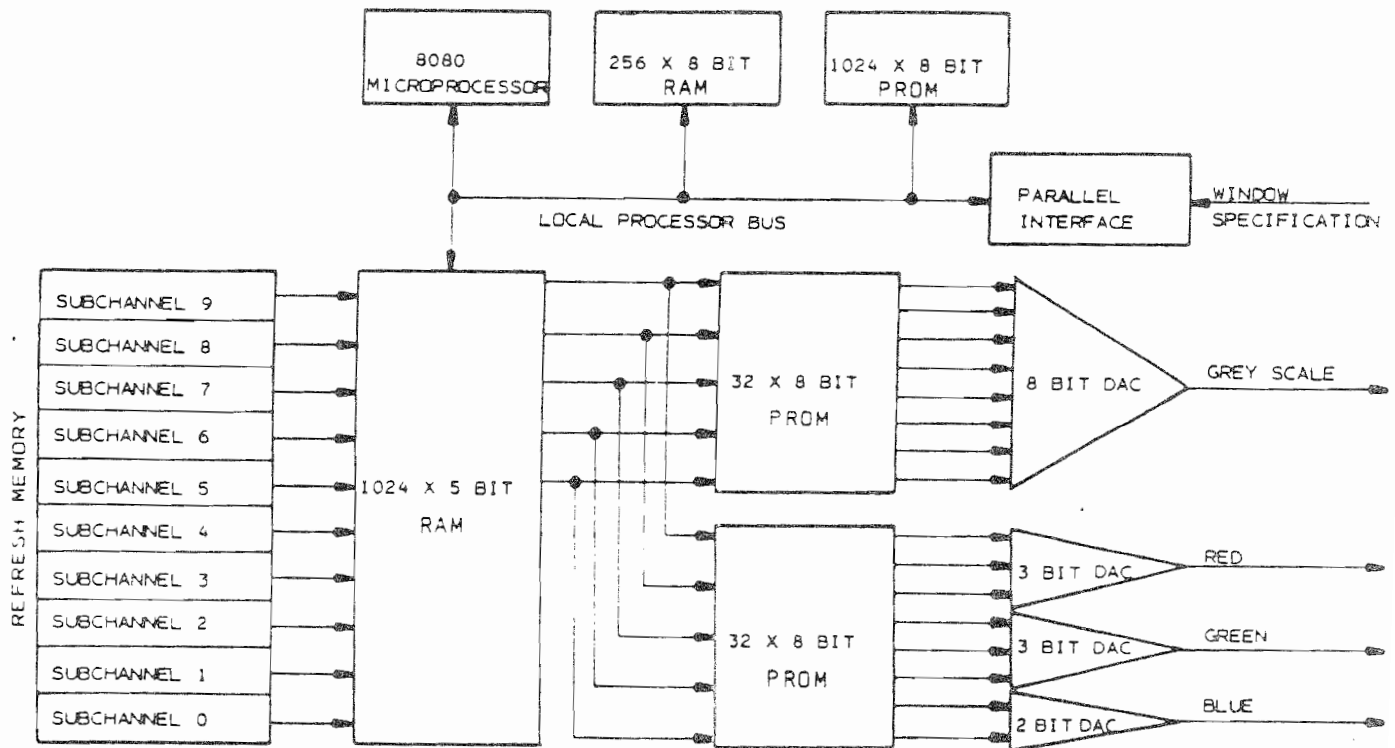 8080
MICROPROCESSOR
256 X 8 BIT
RAM
1024 X 8 BIT
PROM
PARALLEL
INTERFACE
WINDOW
SPECIFICATION
LOCAL PROCESSOR BUS
REFRESH MEMORY
SUBCHANNEL 9
SUBCHANNEL 8
SUBCHANNEL 7
SUBCHANNEL 6
SUBCHANNEL 5
SUBCHANNEL 4
SUBCHANNEL 3
SUBCHANNEL 2
SUBCHANNEL 1
SUBCHANNEL 0
1024 X 5 BIT
RAM
32 X 8 BIT
PROM
8 BIT DAC
GREY SCALE
32 X 8 BIT
PROM
3 BIT DAC
RED
3 BIT DAC
GREEN
2 BIT DAC
BLUE